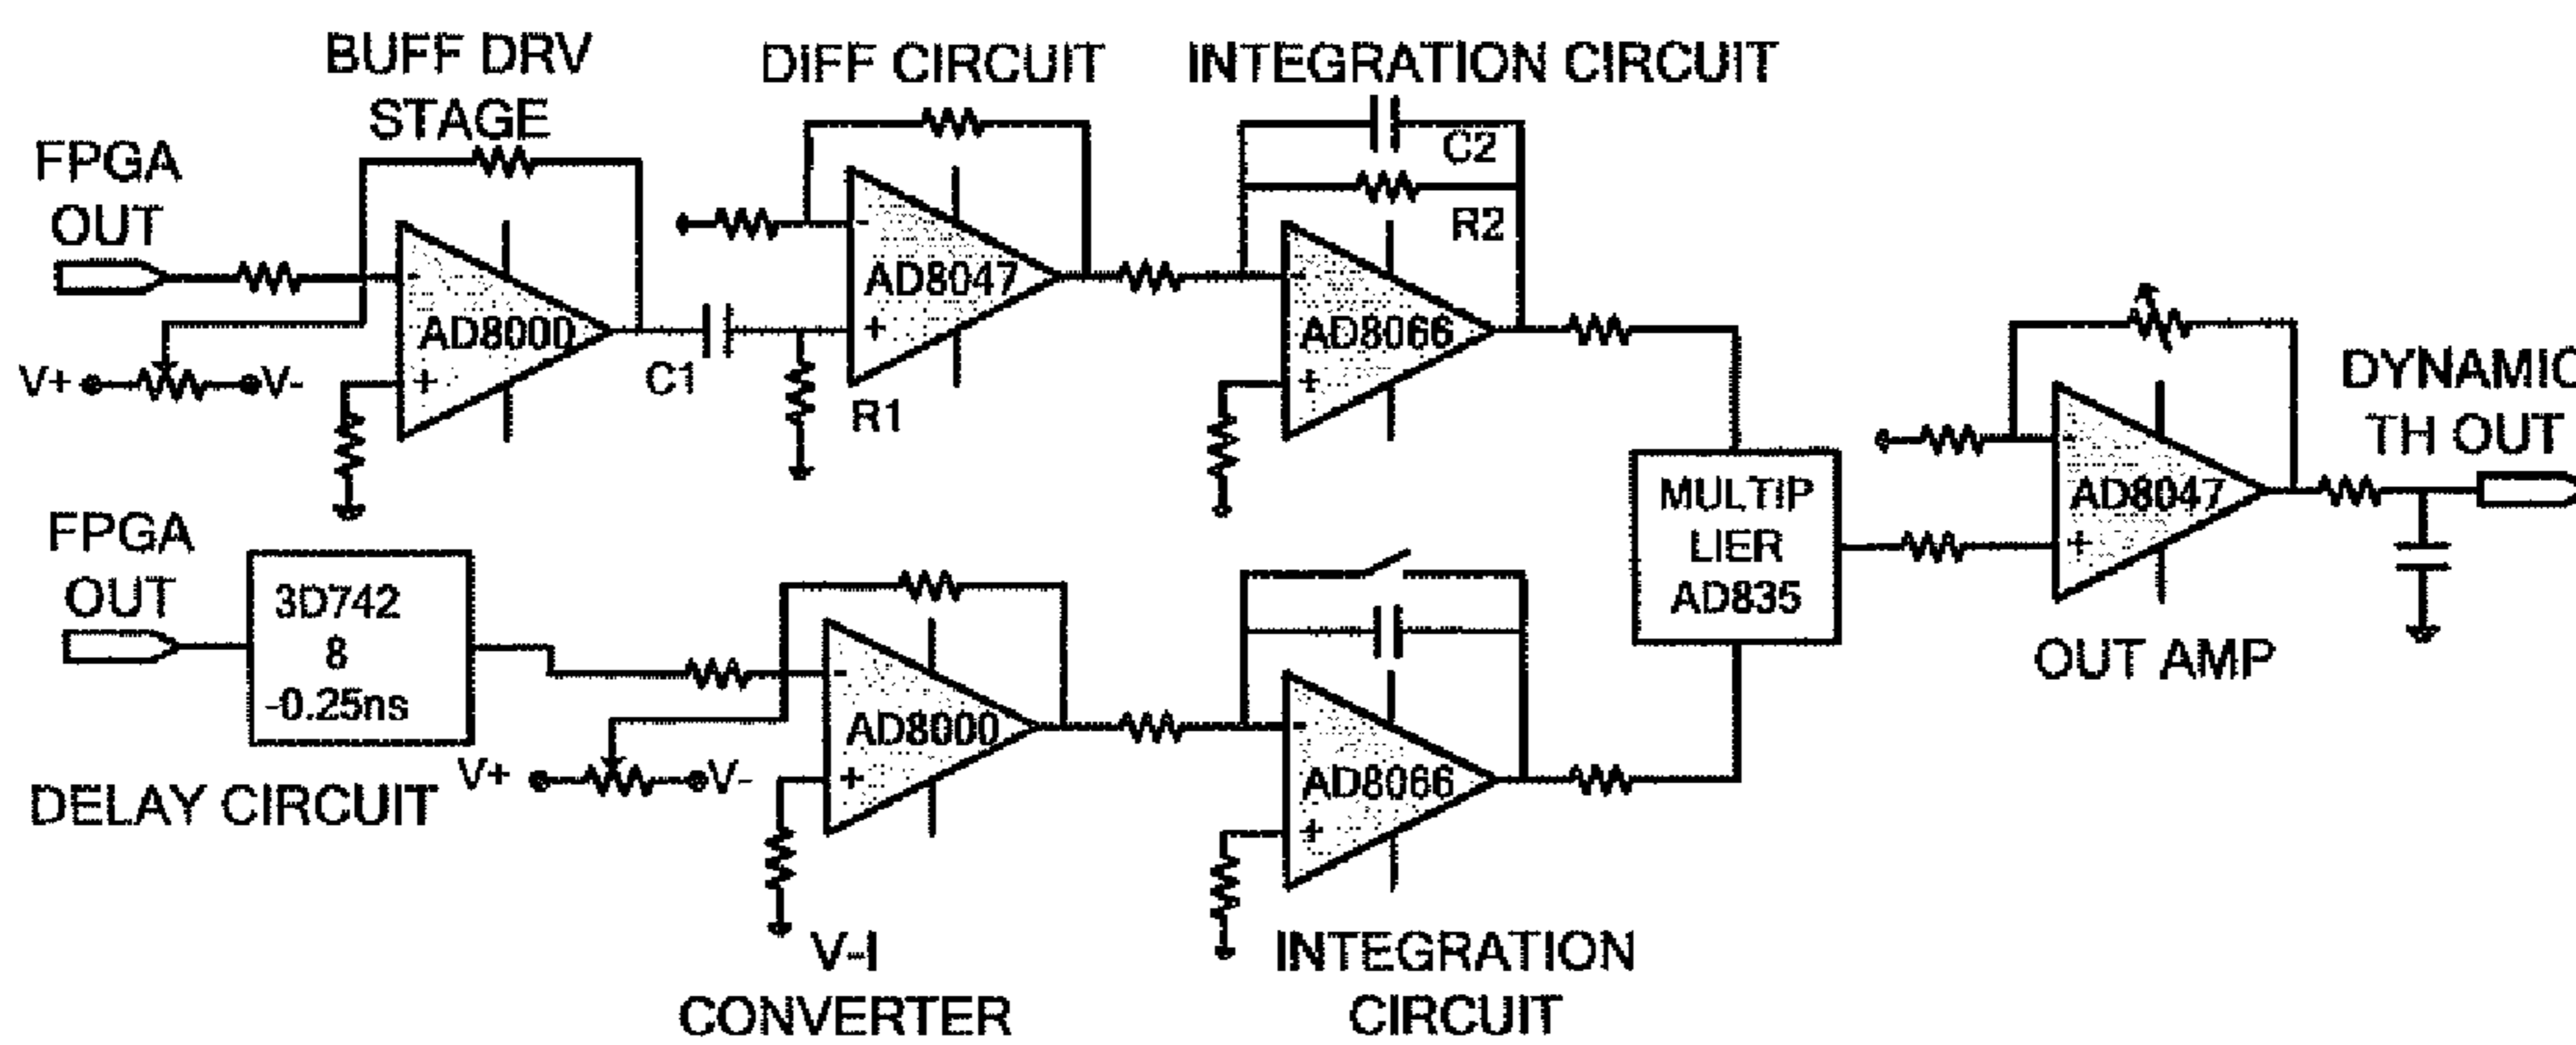 BUFF DRV
STAGE
DIFF CIRCUIT
INTEGRATION CIRCUIT
FPGA
OUT
C2
R2
-
AD8000
+
V+
V-
C1
R1
-
AD8047
+
-
AD8066
+
FPGA
OUT
3D742
8
-0.25ns
DELAY CIRCUIT
V+
V-
-
AD8000
+
V-I
CONVERTER
-
AD8066
+
INTEGRATION
CIRCUIT
MULTIP
LIER
AD835
-
AD8047
+
OUT AMP
DYNAMIC
TH OUT